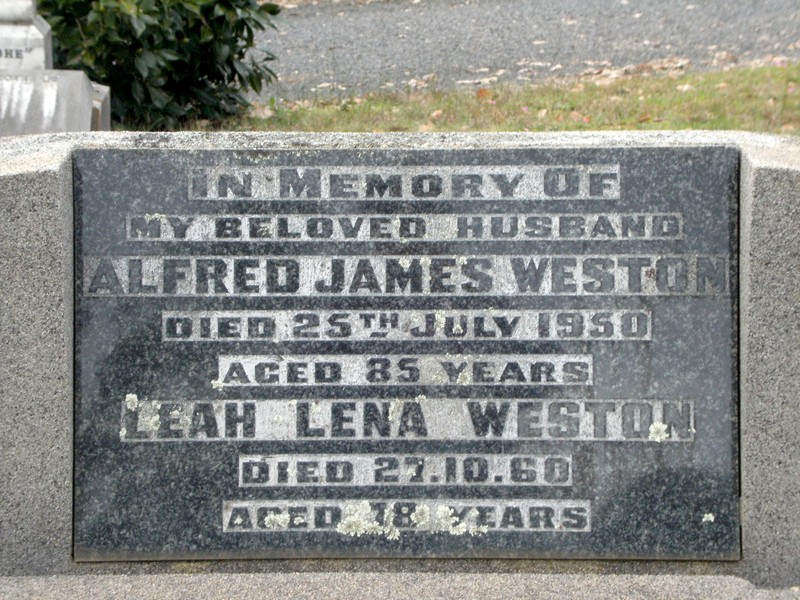 IN MEMORY OF
MY BELOVED HUSBAND
ALFRED JAMES WESTON
DIED 25TH JULY 1950
AGED 85 YEARS
LEAH LENA WESTON
DIED 27.10.60
AGED 78 YEARS